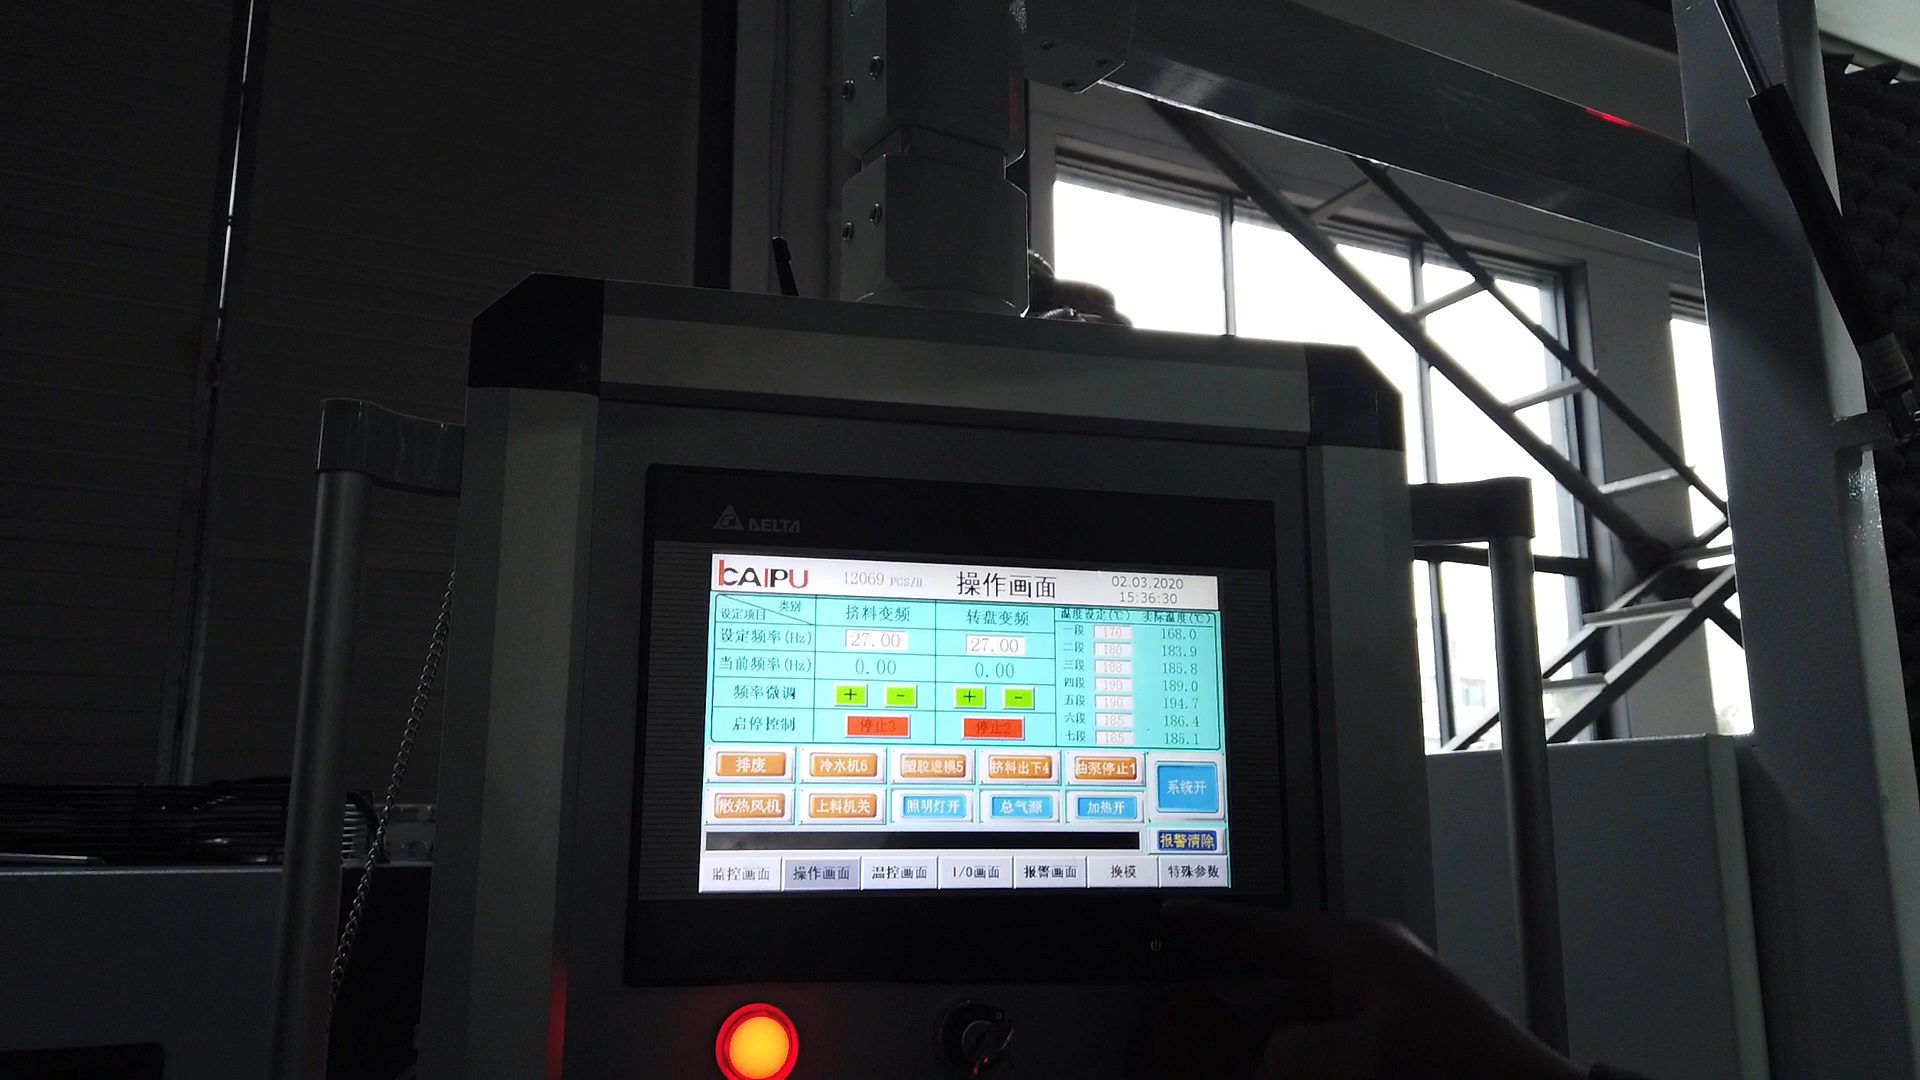 DELTA
CAIPU 12069 PCS/H 操作画面 02.03.2020
15:36:30
类别 挤料变频 转盘变频 温度设定(℃) 实际温度(℃)
设定项目
设定频率(Hz) 27.00 27.00
当前频率(Hz) 0.00 0.00
频率微调 + - + -
启停控制 停止3 停止2
一段 170 168.0
二段 180 183.9
三段 188 185.8
四段 190 189.0
五段 190 194.7
六段 185 186.4
七段 185 185.1
排废 冷水机6 塑胶进模5 挤料出下4 油泵停止1 系统开
散热风机 上料机关 照明灯开 总气源 加热开
报警清除
监控画面 操作画面 温控画面 I/O画面 报警画面 换模 特殊参数